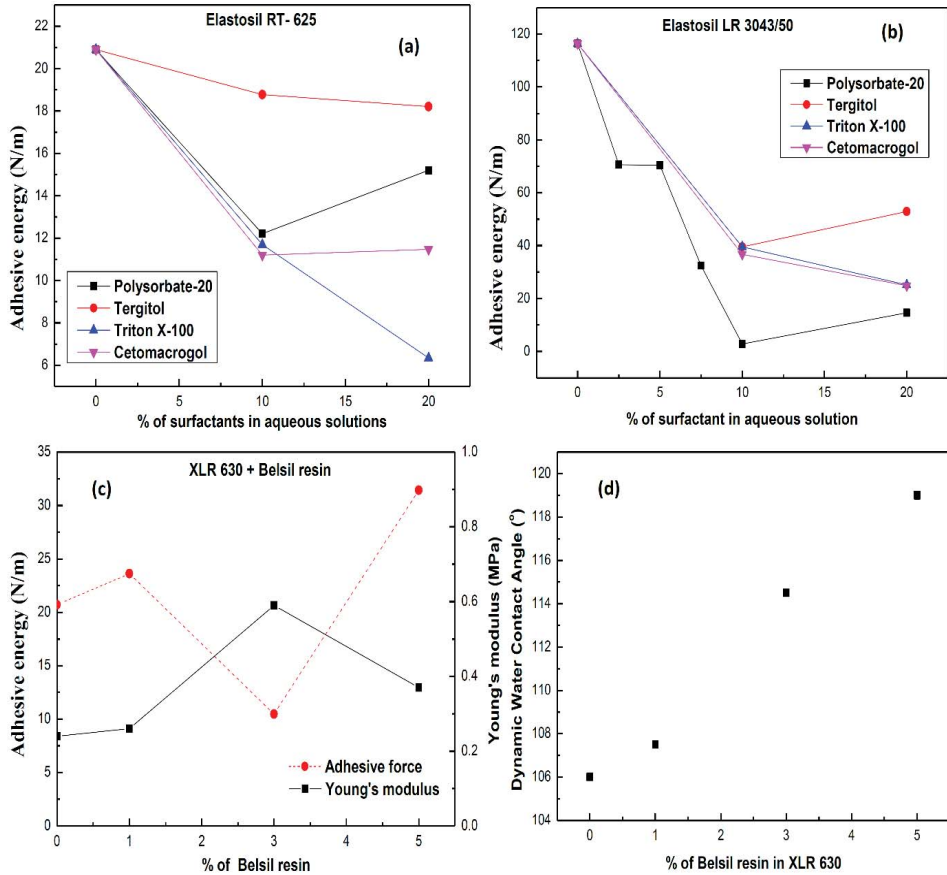 Elastosil RT- 625
(a)
22
20
18
16
14
12
10
8
6
Adhesive energy (N/m)
Polysorbate-20
Tergitol
Triton X-100
Cetomacrogol
0 5 10 15 20
% of surfactants in aqueous solutions
Elastosil LR 3043/50
(b)
120
100
80
60
40
20
0
Adhesive energy (N/m)
Polysorbate-20
Tergitol
Triton X-100
Cetomacrogol
0 5 10 15 20
% of surfactant in aqueous solution
XLR 630 + Belsil resin
(c)
35
30
25
20
15
10
5
0
Adhesive energy (N/m)
1.0
0.8
0.6
0.4
0.2
0.0
Young's modulus (MPa)
Adhesive force
Young's modulus
0 1 2 3 4 5
% of Belsil resin
(d)
120
118
116
114
112
110
108
106
104
Dynamic Water Contact Angle (°)
0 1 2 3 4 5
% of Belsil resin in XLR 630